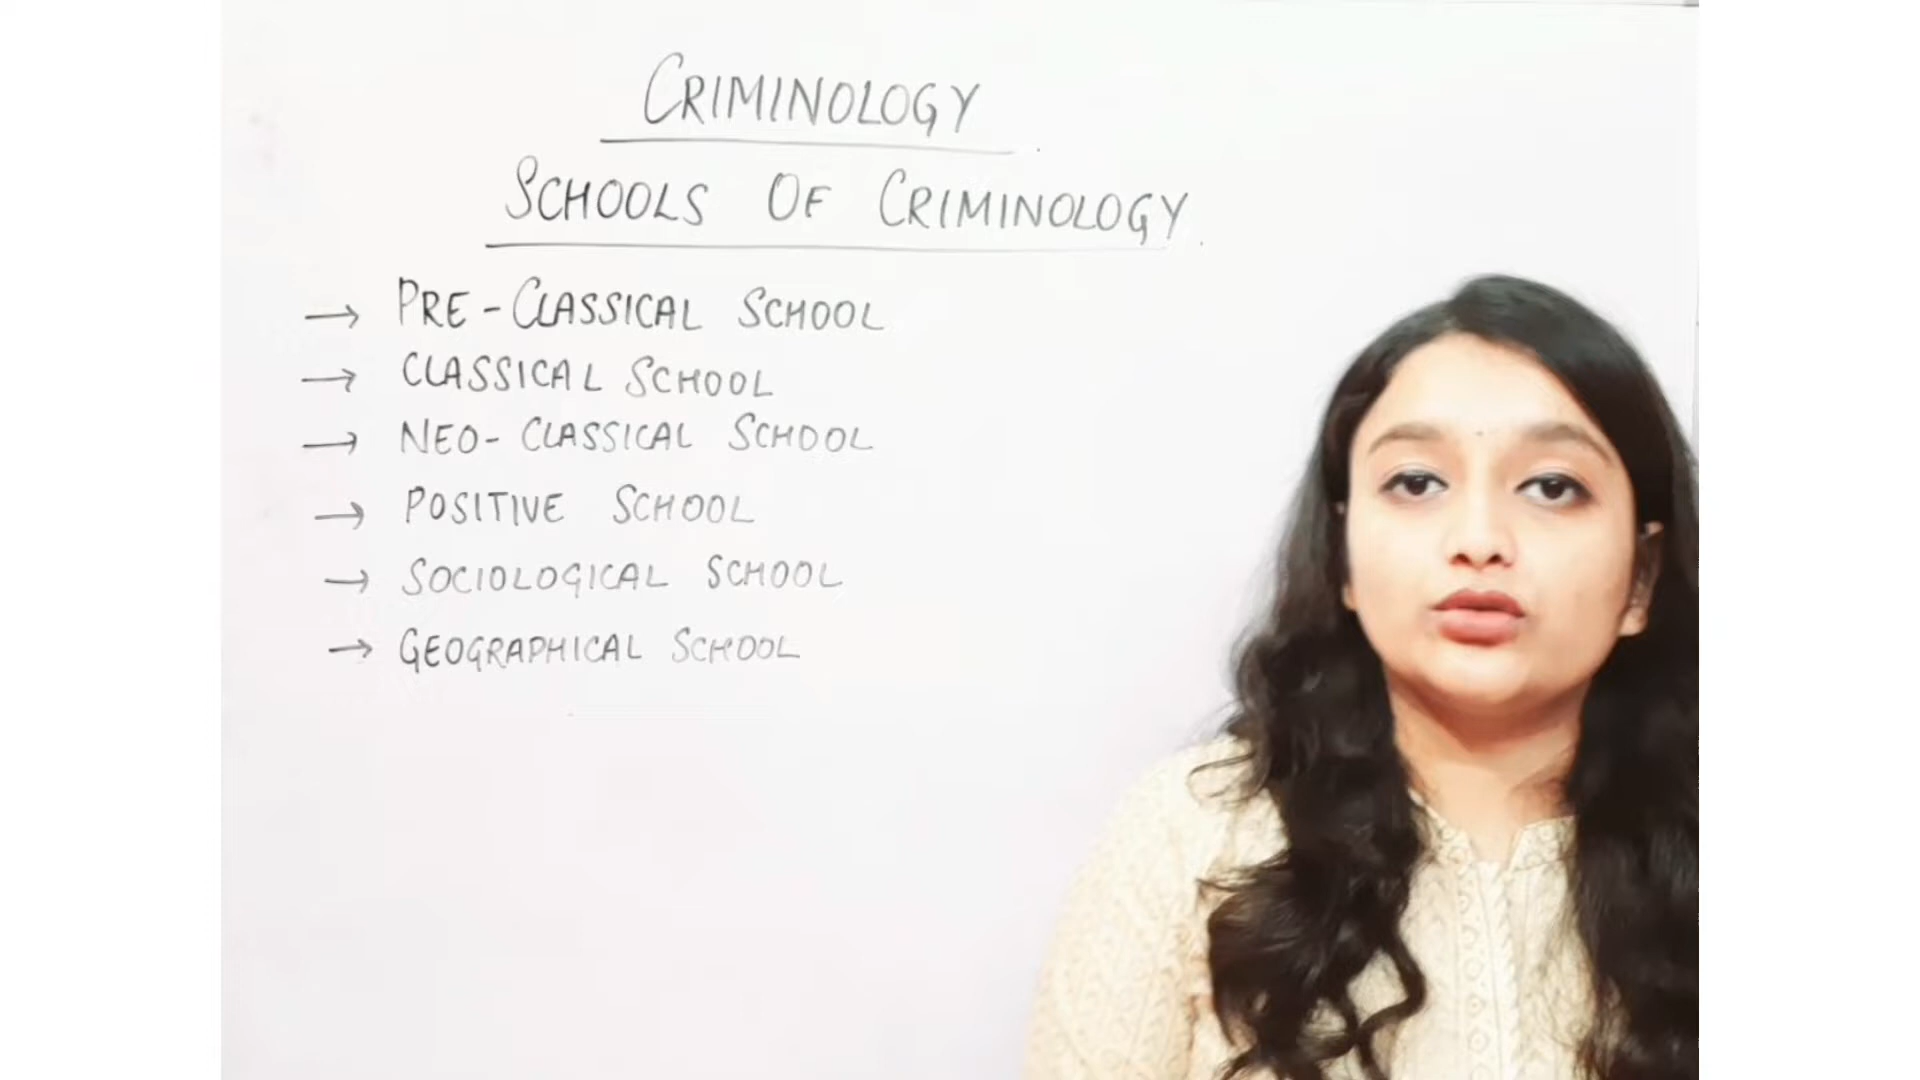 CRIMINOLOGY
SCHOOLS OF CRIMINOLOGY
→ PRE-CLASSICAL SCHOOL
→ CLASSICAL SCHOOL
→ NEO-CLASSICAL SCHOOL
→ POSITIVE SCHOOL
→ SOCIOLOGICAL SCHOOL
→ GEOGRAPHICAL SCHOOL